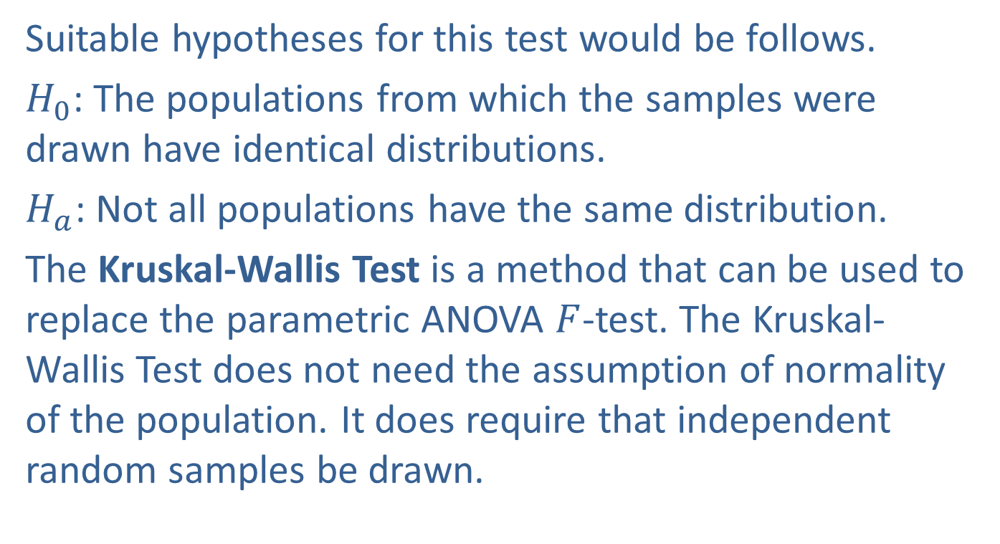 Suitable hypotheses for this test would be follows.
H₀: The populations from which the samples were
drawn have identical distributions.
Hₐ: Not all populations have the same distribution.
The Kruskal-Wallis Test is a method that can be used to
replace the parametric ANOVA F-test. The Kruskal-
Wallis Test does not need the assumption of normality
of the population. It does require that independent
random samples be drawn.